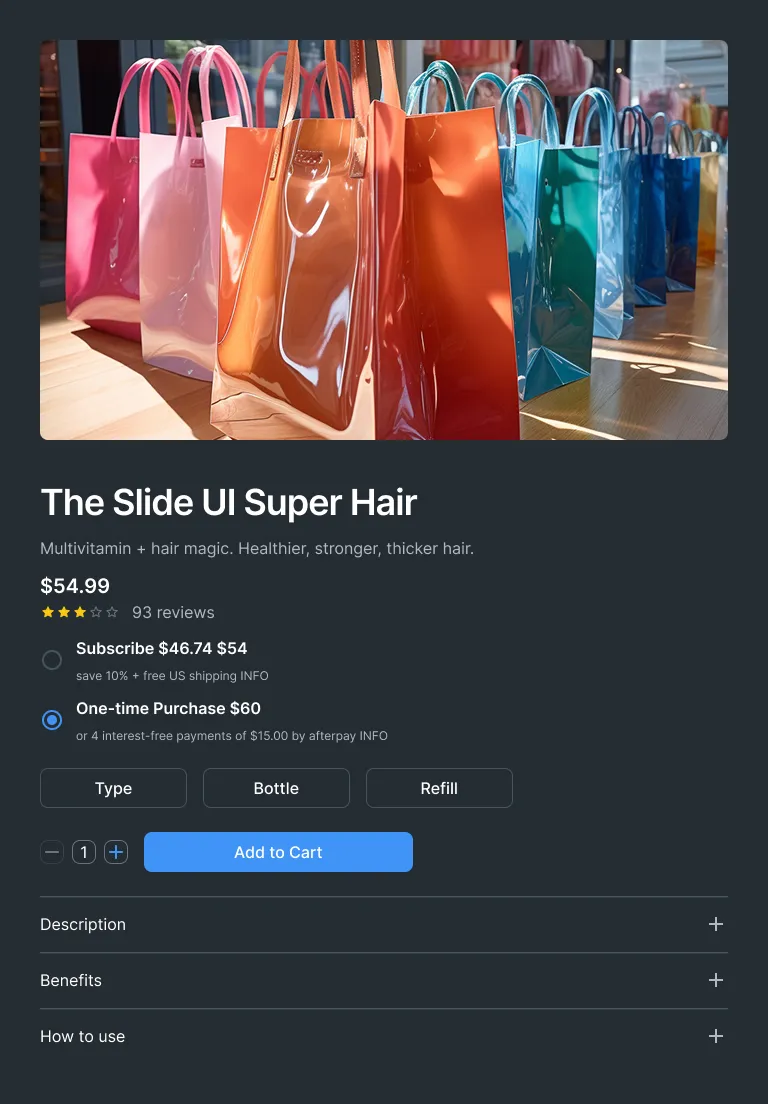 The Slide UI Super Hair
Multivitamin + hair magic. Healthier, stronger, thicker hair.
$54.99
93 reviews
Subscribe $46.74 $54
save 10% + free US shipping INFO
One-time Purchase $60
or 4 interest-free payments of $15.00 by afterpay INFO
Type Bottle Refill
1 Add to Cart
Description
Benefits
How to use